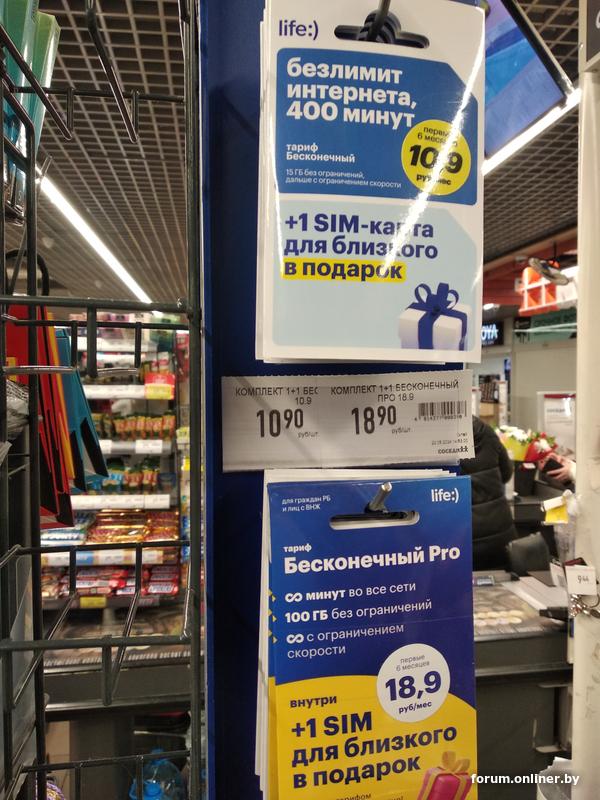 life:)
безлимит
интернета,
400 минут
первые
6 месяцев
10,9
руб/мес
тариф
Бесконечный
15 ГБ без ограничений,
дальше с ограничением скорости
+1 SIM-карта
для близкого
в подарок
КОМПЛЕКТ 1+1 БЕС
10.9
10 90
руб/шт.
КОМПЛЕКТ 1+1 БЕСКОНЕЧНЫЙ
ПРО 18.9
18 90
руб/шт.
соседи
для граждан РБ
и лиц с ВНЖ
life:)
тариф
Бесконечный Pro
∞ минут во все сети
100 ГБ без ограничений
∞ с ограничением
скорости
первые
6 месяцев
18,9
руб/мес
внутри
+1 SIM
для близкого
в подарок
9 44
forum.onliner.by